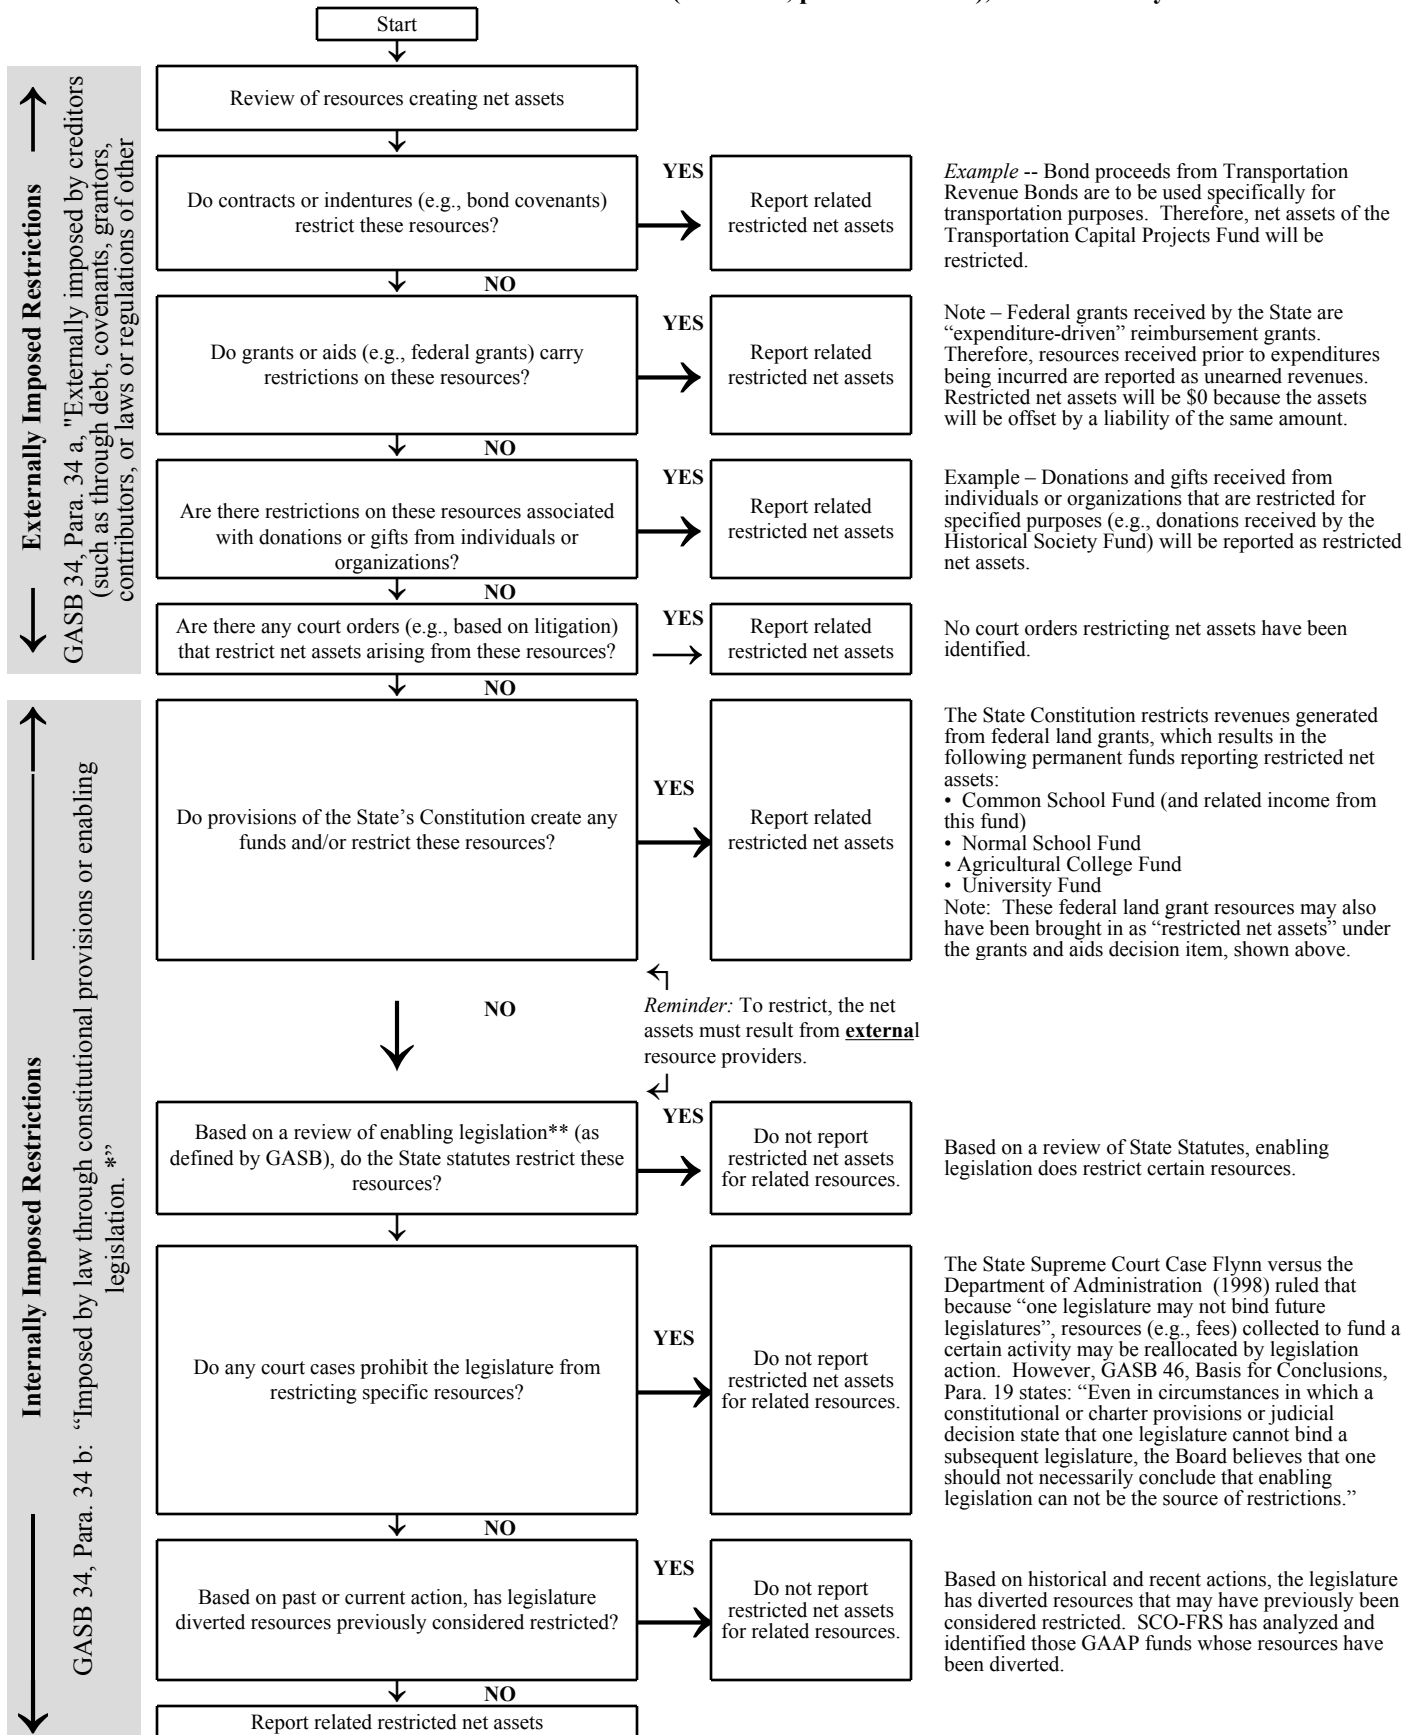 Start
Review of resources creating net assets
Do contracts or indentures (e.g., bond covenants)
restrict these resources?
YES
Report related
restricted net assets
Example -- Bond proceeds from Transportation
Revenue Bonds are to be used specifically for
transportation purposes.  Therefore, net assets of the
Transportation Capital Projects Fund will be
restricted.
NO
Do grants or aids (e.g., federal grants) carry
restrictions on these resources?
YES
Report related
restricted net assets
Note – Federal grants received by the State are
“expenditure-driven” reimbursement grants.
Therefore, resources received prior to expenditures
being incurred are reported as unearned revenues.
Restricted net assets will be $0 because the assets
will be offset by a liability of the same amount.
NO
Are there restrictions on these resources associated
with donations or gifts from individuals or
organizations?
YES
Report related
restricted net assets
Example – Donations and gifts received from
individuals or organizations that are restricted for
specified purposes (e.g., donations received by the
Historical Society Fund) will be reported as restricted
net assets.
NO
Are there any court orders (e.g., based on litigation)
that restrict net assets arising from these resources?
YES
Report related
restricted net assets
No court orders restricting net assets have been
identified.
NO
Externally Imposed Restrictions
GASB 34, Para. 34 a, "Externally imposed by creditors
(such as through debt, covenants, grantors,
contributors, or laws or regulations of other
Do provisions of the State’s Constitution create any
funds and/or restrict these resources?
YES
Report related
restricted net assets
The State Constitution restricts revenues generated
from federal land grants, which results in the
following permanent funds reporting restricted net
assets:
• Common School Fund (and related income from
this fund)
• Normal School Fund
• Agricultural College Fund
• University Fund
Note:  These federal land grant resources may also
have been brought in as “restricted net assets” under
the grants and aids decision item, shown above.
NO
Reminder: To restrict, the net
assets must result from external
resource providers.
Based on a review of enabling legislation** (as
defined by GASB), do the State statutes restrict these
resources?
YES
Do not report
restricted net assets
for related resources.
Based on a review of State Statutes, enabling
legislation does restrict certain resources.
Do any court cases prohibit the legislature from
restricting specific resources?
YES
Do not report
restricted net assets
for related resources.
The State Supreme Court Case Flynn versus the
Department of Administration  (1998) ruled that
because “one legislature may not bind future
legislatures”, resources (e.g., fees) collected to fund a
certain activity may be reallocated by legislation
action.  However, GASB 46, Basis for Conclusions,
Para. 19 states: “Even in circumstances in which a
constitutional or charter provisions or judicial
decision state that one legislature cannot bind a
subsequent legislature, the Board believes that one
should not necessarily conclude that enabling
legislation can not be the source of restrictions.”
NO
Based on past or current action, has legislature
diverted resources previously considered restricted?
YES
Do not report
restricted net assets
for related resources.
Based on historical and recent actions, the legislature
has diverted resources that may have previously been
considered restricted.  SCO-FRS has analyzed and
identified those GAAP funds whose resources have
been diverted.
NO
Report related restricted net assets
Internally Imposed Restrictions
GASB 34, Para. 34 b:  “Imposed by law through constitutional provisions or enabling
legislation. *”